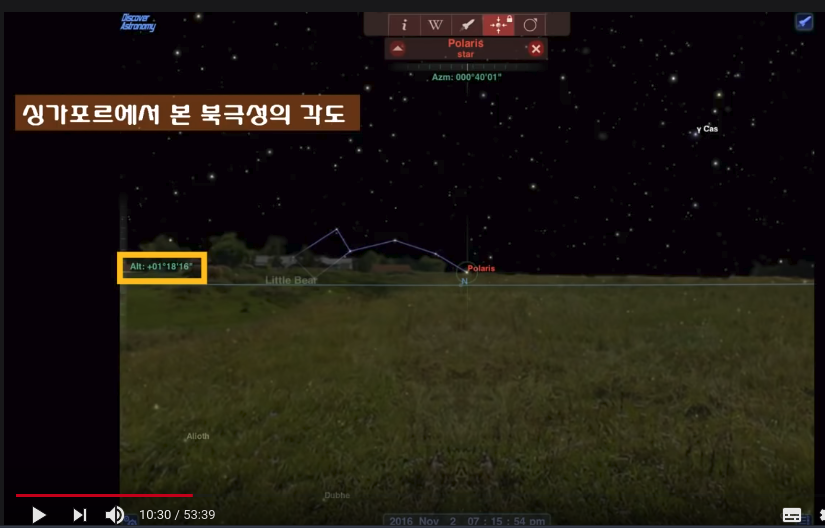 Discover
Astronomy
i W
Polaris
star
Azm: 000°40'01"
싱가포르에서 본 북극성의 각도
γ Cas
Alt: +01°18'16"
Polaris
Little Bear
N
Alioth
Dubhe
10:30 / 53:39
2016 Nov 2 07:15:54 pm